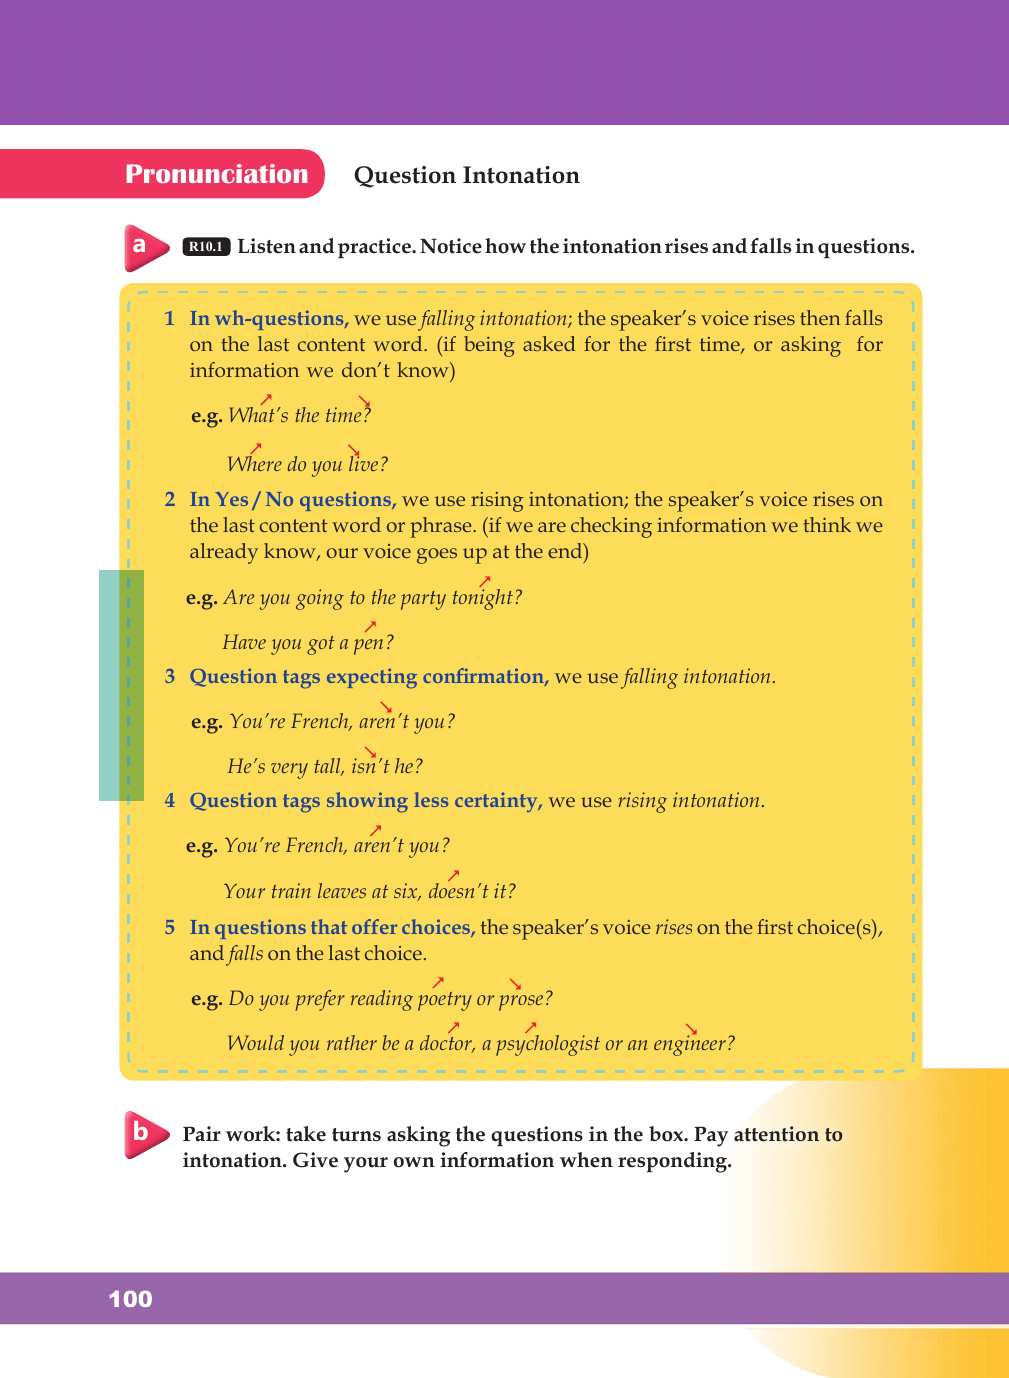 Pronunciation Question Intonation
a R10.1 Listen and practice. Notice how the intonation rises and falls in questions.
1 In wh-questions, we use falling intonation; the speaker's voice rises then falls
on the last content word. (if being asked for the first time, or asking for
information we don't know)
↗ ↘
e.g. What's the time?
↗ ↘
Where do you live?
2 In Yes / No questions, we use rising intonation; the speaker's voice rises on
the last content word or phrase. (if we are checking information we think we
already know, our voice goes up at the end)
↗
e.g. Are you going to the party tonight?
↗
Have you got a pen?
3 Question tags expecting confirmation, we use falling intonation.
↘
e.g. You're French, aren't you?
↘
He's very tall, isn't he?
4 Question tags showing less certainty, we use rising intonation.
↗
e.g. You're French, aren't you?
↗
Your train leaves at six, doesn't it?
5 In questions that offer choices, the speaker's voice rises on the first choice(s),
and falls on the last choice.
↗ ↘
e.g. Do you prefer reading poetry or prose?
↗ ↗ ↘
Would you rather be a doctor, a psychologist or an engineer?
b Pair work: take turns asking the questions in the box. Pay attention to
intonation. Give your own information when responding.
100